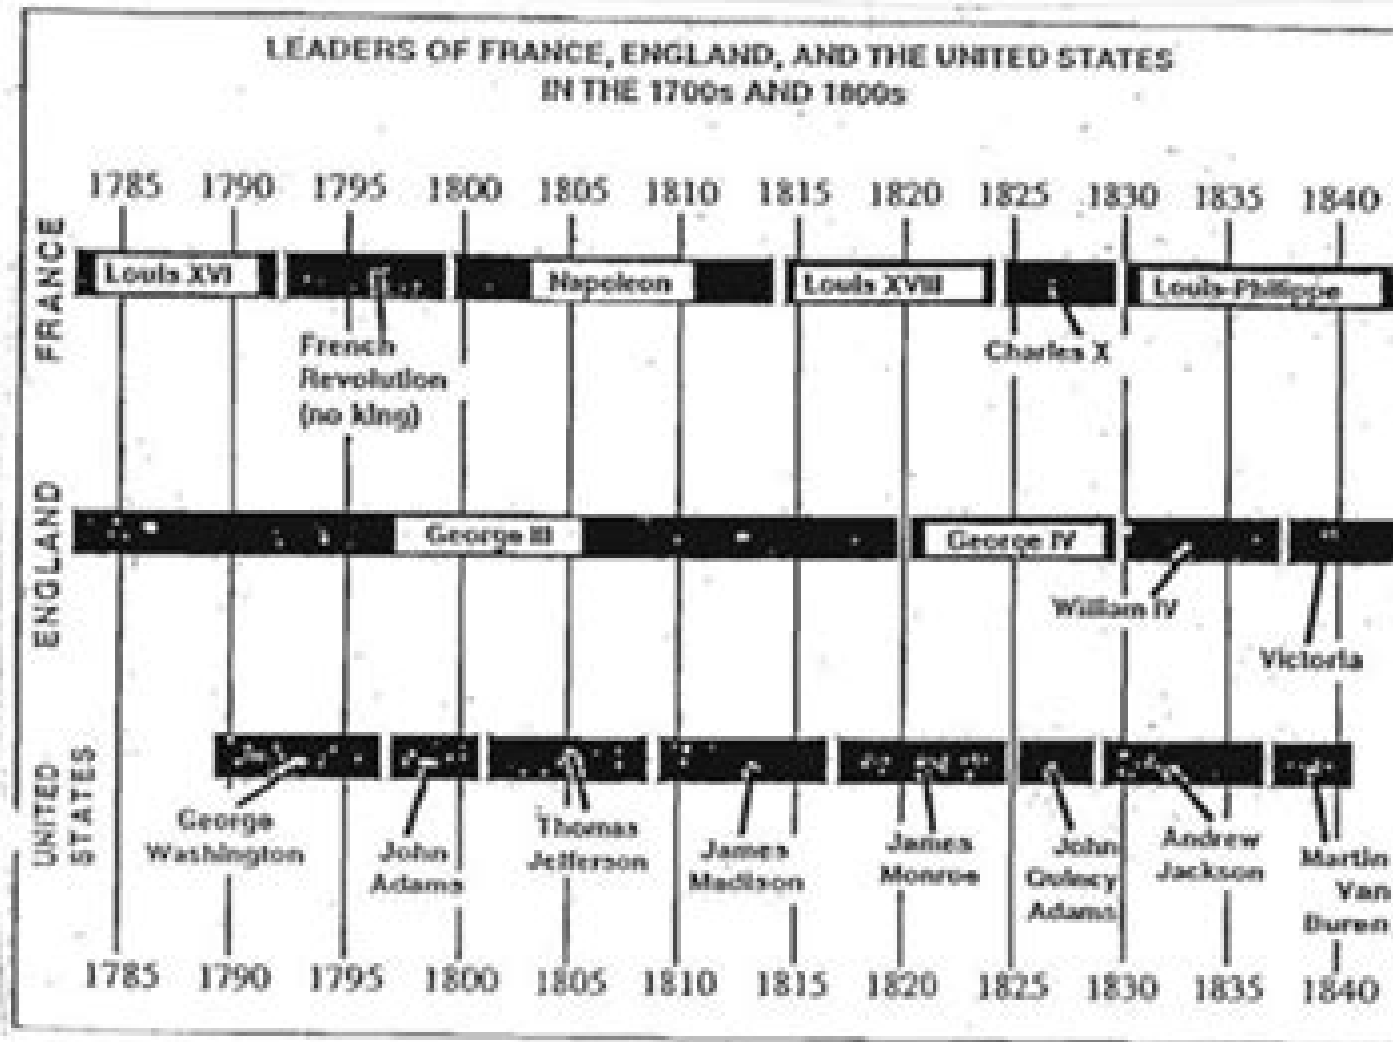 LEADERS OF FRANCE, ENGLAND, AND THE UNITED STATES
IN THE 1700s AND 1800s
1785 1790 1795 1800 1805 1810 1815 1820 1825 1830 1835 1840
FRANCE
Louis XVI
Napoleon
Louis XVIII
Louis-Philippe
French
Revolution
(no king)
Charles X
ENGLAND
George III
George IV
William IV
Victoria
UNITED
STATES
George
Washington
John
Adams
Thomas
Jefferson
James
Madison
James
Monroe
John
Quincy
Adams
Andrew
Jackson
Martin
Van
Buren
1785 1790 1795 1800 1805 1810 1815 1820 1825 1830 1835 1840